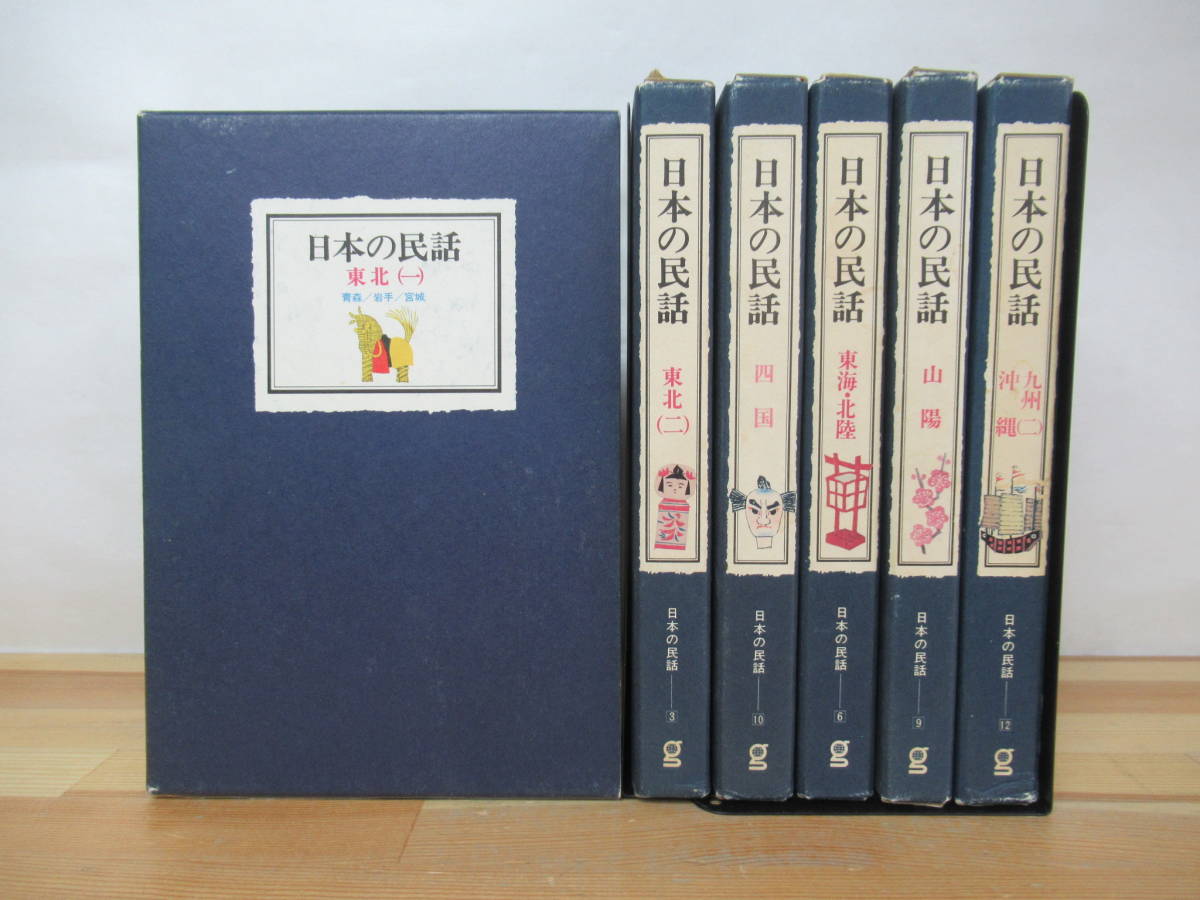 日本の民話
東北(一)
青森/岩手/宮城
日本の民話
東北(二)
日本の民話
3
日本の民話
四国
日本の民話
10
日本の民話
東海・北陸
日本の民話
6
日本の民話
山陽
日本の民話
9
日本の民話
九州(二)
沖縄
日本の民話
12